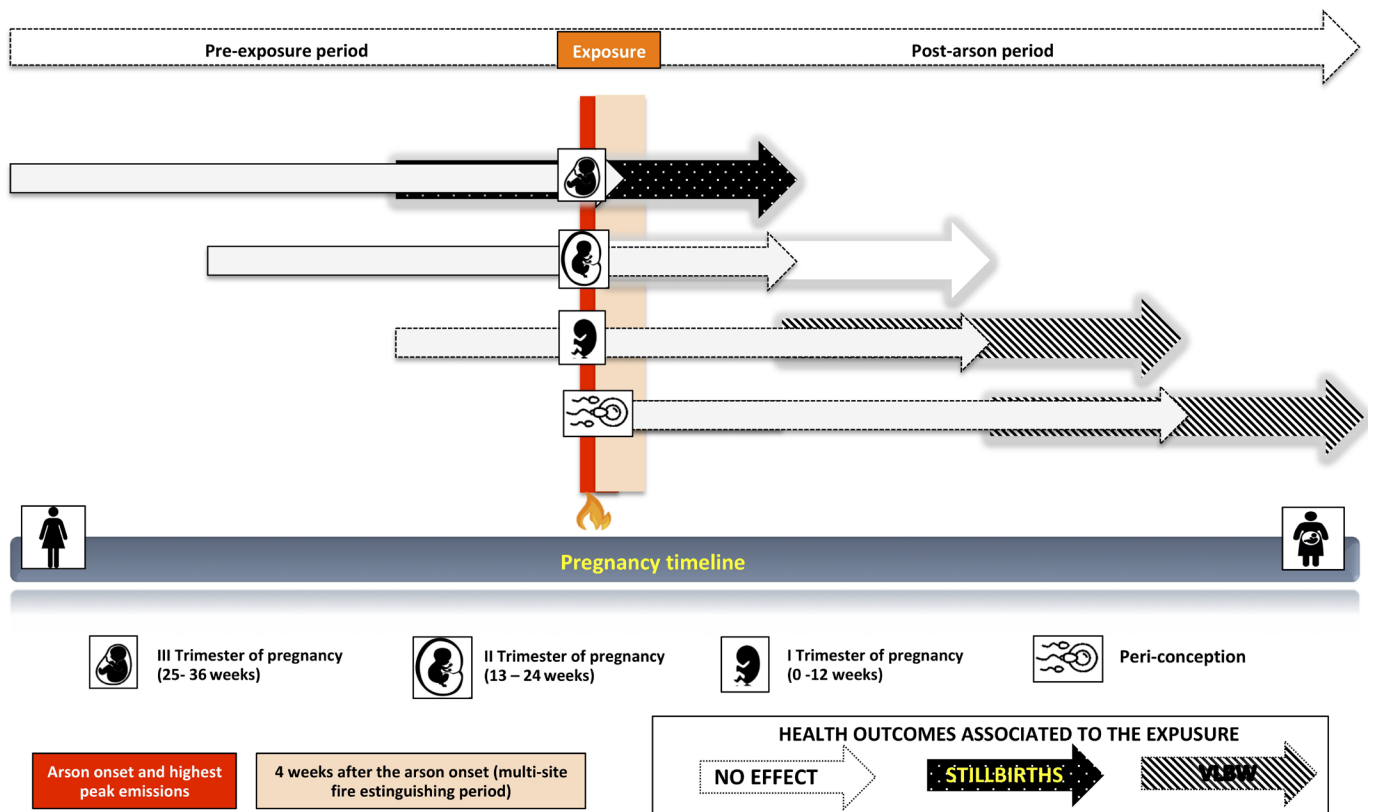 Pre-exposure period
Exposure
Post-arson period
Pregnancy timeline
III Trimester of pregnancy
(25- 36 weeks)
II Trimester of pregnancy
(13 – 24 weeks)
I Trimester of pregnancy
(0 -12 weeks)
Peri-conception
Arson onset and highest
peak emissions
4 weeks after the arson onset (multi-site
fire estinguishing period)
HEALTH OUTCOMES ASSOCIATED TO THE EXPUSURE
NO EFFECT
STILLBIRTHS
VLBW